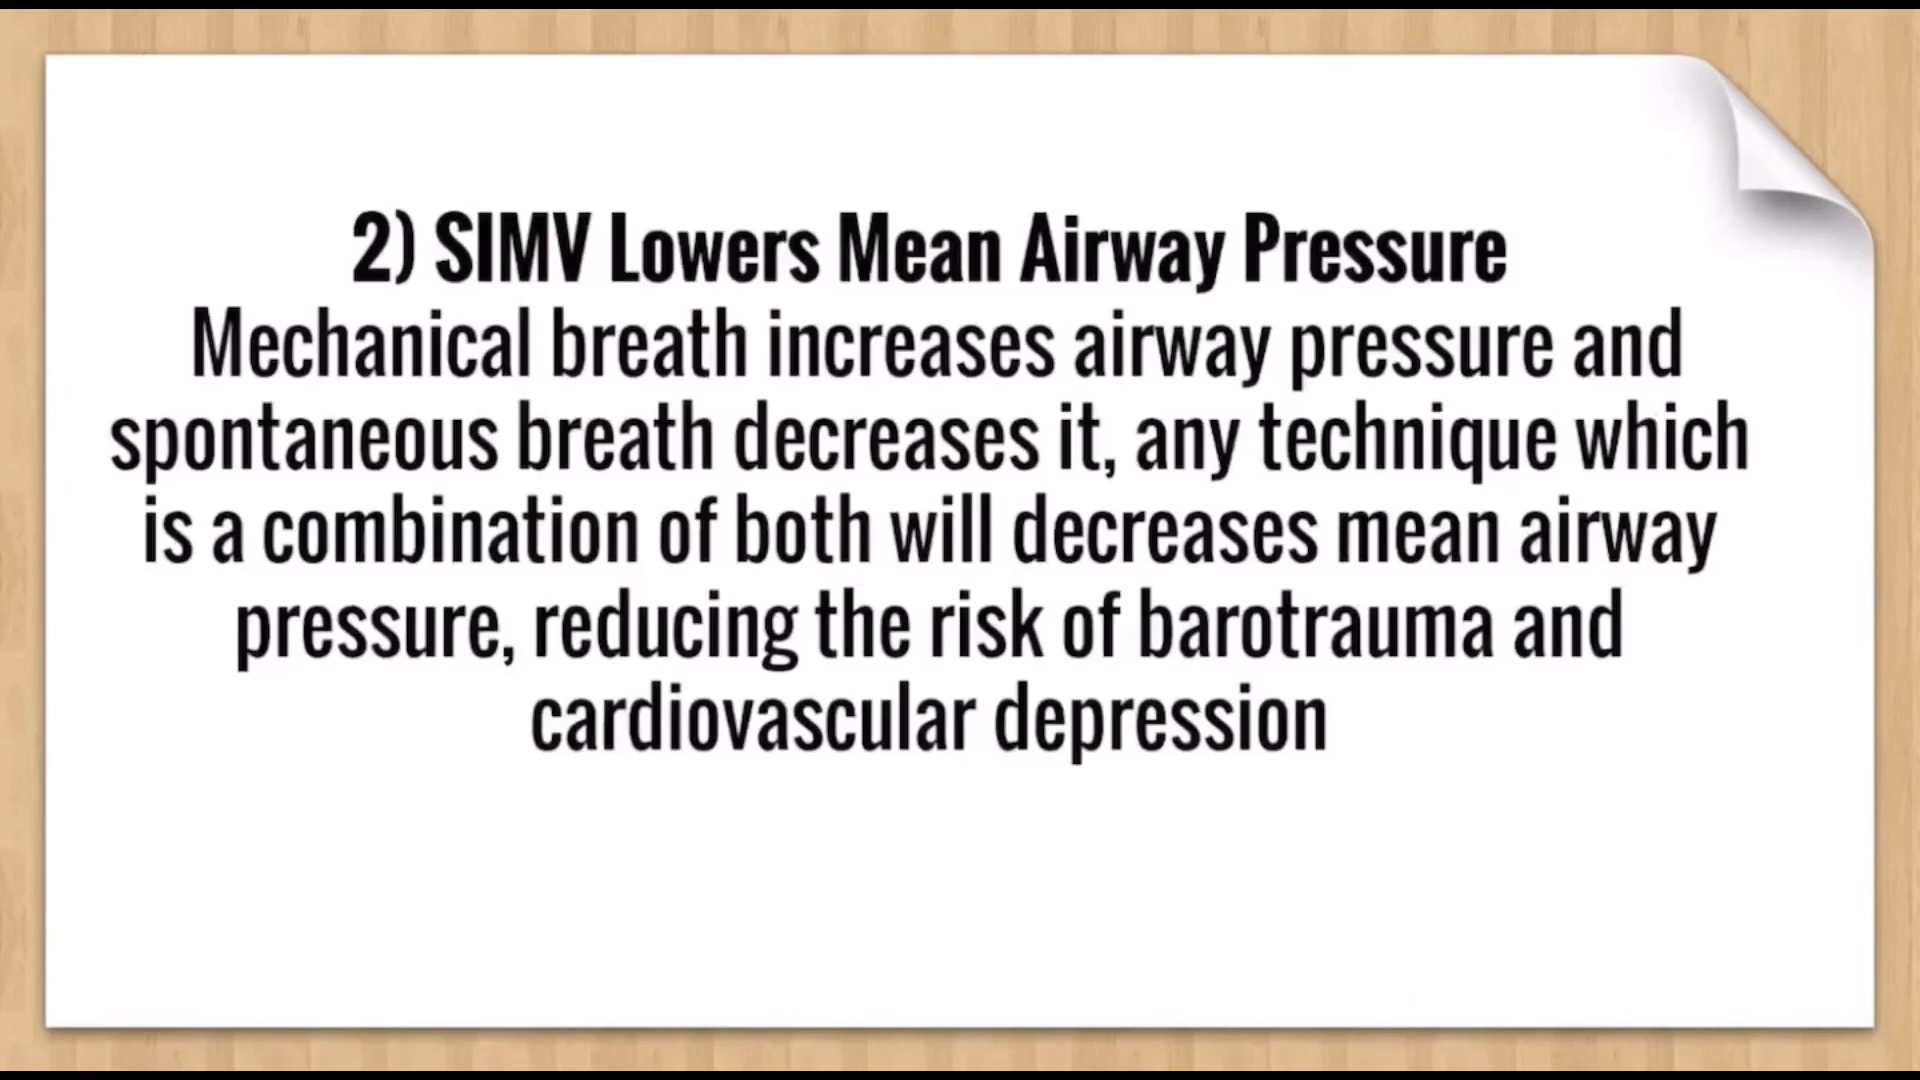 2) SIMV Lowers Mean Airway Pressure
Mechanical breath increases airway pressure and
spontaneous breath decreases it, any technique which
is a combination of both will decreases mean airway
pressure, reducing the risk of barotrauma and
cardiovascular depression